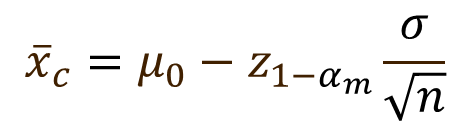 x̄_c = μ_0 − z_{1−α_m} σ/√n